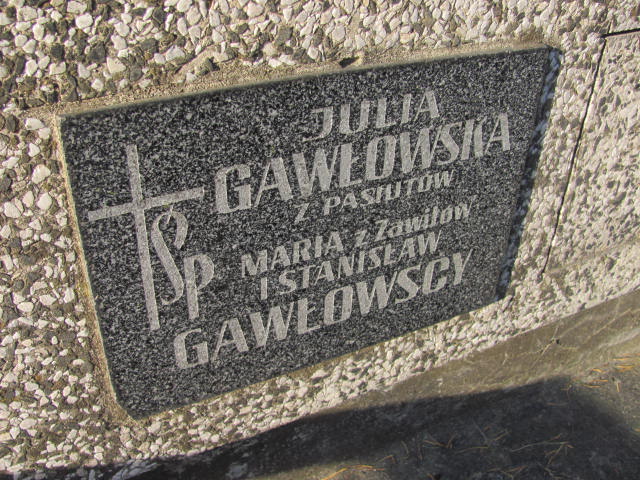 ŚP
JULIA
GAWŁOWSKA
Z PASIUTÓW
MARIA z Zawiłów
I STANISŁAW
GAWŁOWSCY